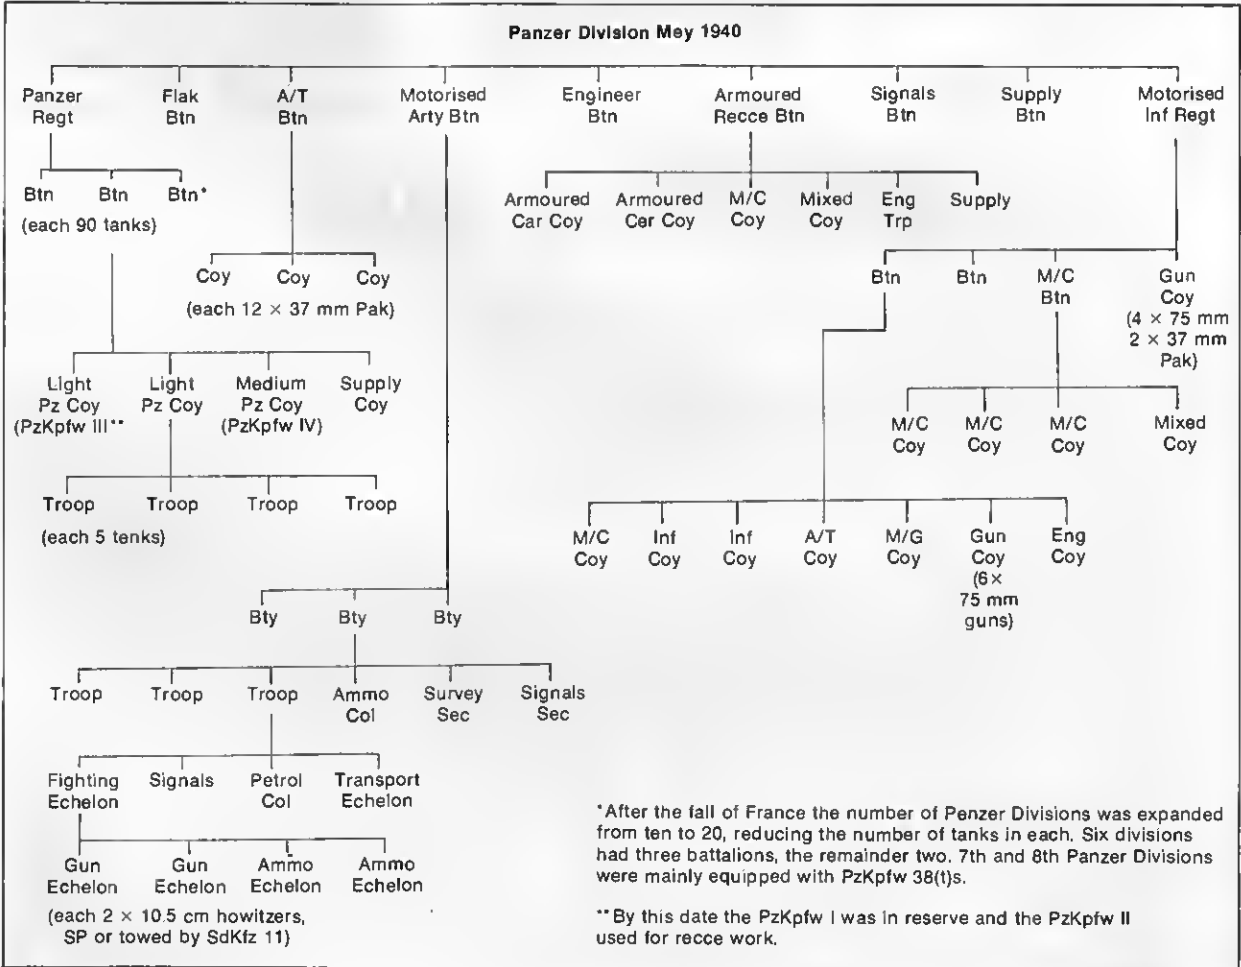 Panzer Division Mey 1940
Panzer Flak A/T Motorised Engineer Armoured Signals Supply Motorised
Regt Btn Btn Arty Btn Btn Recce Btn Btn Btn Inf Regt
Btn Btn Btn*
(each 90 tanks)
Armoured Armoured M/C Mixed Eng Supply
Car Coy Cer Coy Coy Coy Trp
Coy Coy Coy
(each 12 × 37 mm Pak)
Btn Btn M/C Gun
Btn Coy
(4 × 75 mm
2 × 37 mm
Pak)
Light Light Medium Supply
Pz Coy Pz Coy Pz Coy Coy
(PzKpfw III** (PzKpfw IV)
M/C M/C M/C Mixed
Coy Coy Coy Coy
Troop Troop Troop Troop
(each 5 tenks)
M/C Inf Inf A/T M/G Gun Eng
Coy Coy Coy Coy Coy Coy Coy
(6×
75 mm
guns)
Bty Bty Bty
Troop Troop Troop Ammo Survey Signals
Col Sec Sec
Fighting Signals Petrol Transport
Echelon Col Echelon
Gun Gun Ammo Ammo
Echelon Echelon Echelon Echelon
(each 2 × 10.5 cm howitzers,
SP or towed by SdKfz 11)
*After the fall of France the number of Penzer Divisions was expanded
from ten to 20, reducing the number of tanks in each. Six divisions
had three battalions, the remainder two. 7th and 8th Panzer Divisions
were mainly equipped with PzKpfw 38(t)s.
**By this date the PzKpfw I was in reserve and the PzKpfw II
used for recce work.